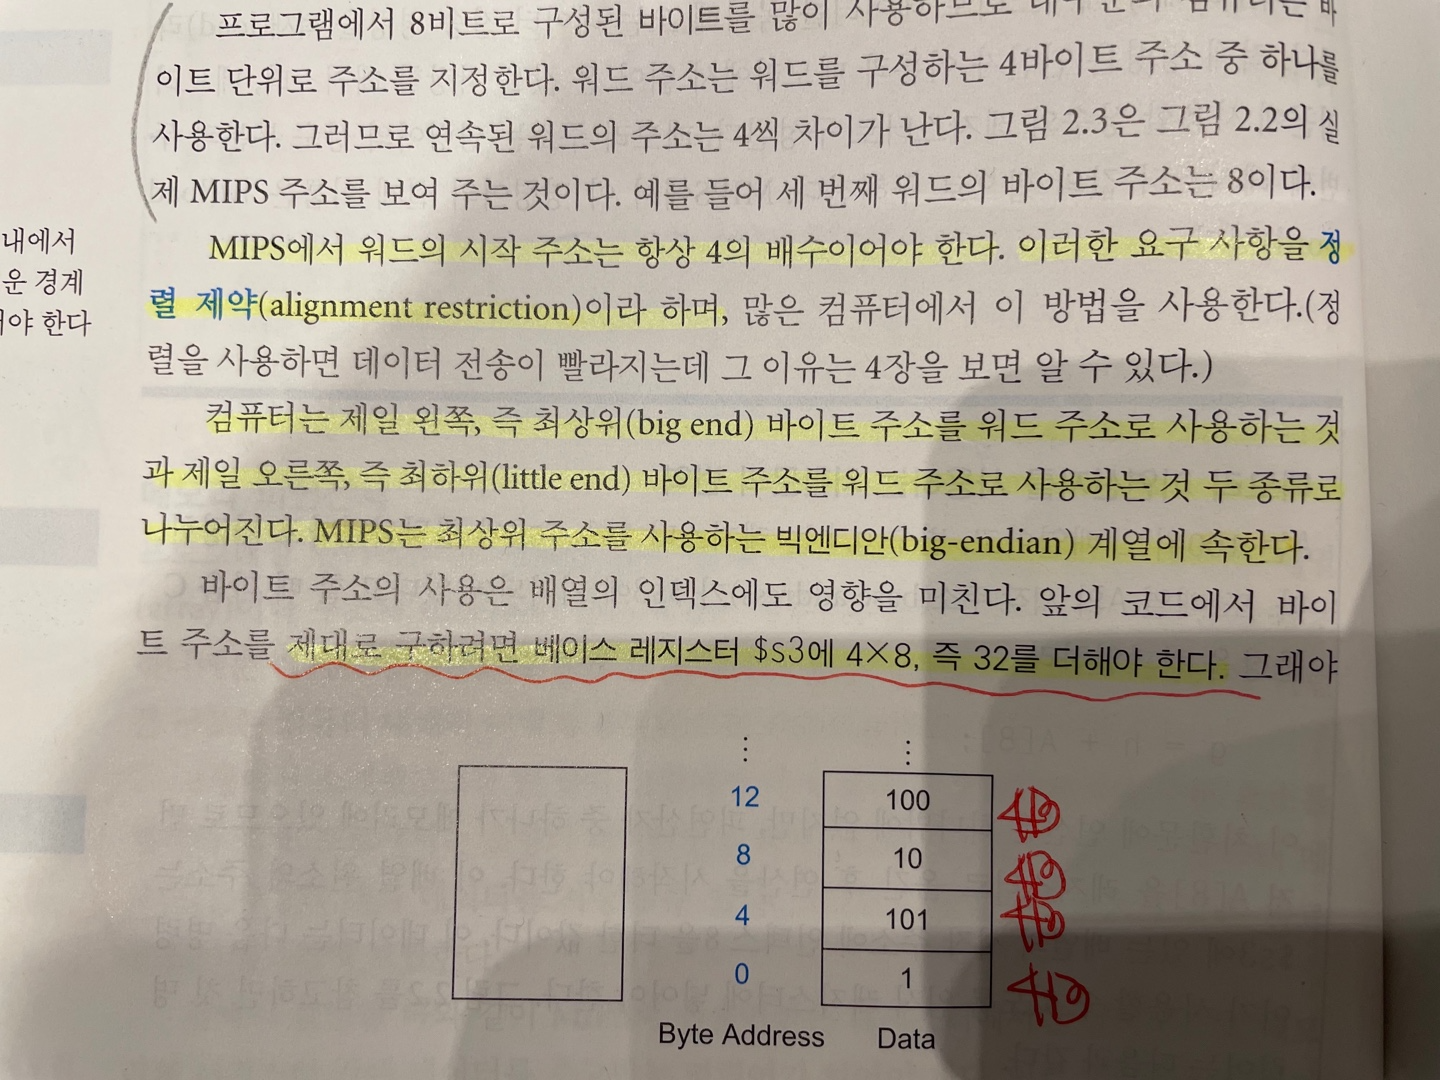 프로그램에서 8비트로 구성된 바이트를 많이 사용하므로 대부분의 컴퓨터는 바
이트 단위로 주소를 지정한다. 워드 주소는 워드를 구성하는 4바이트 주소 중 하나를
사용한다. 그러므로 연속된 워드의 주소는 4씩 차이가 난다. 그림 2.3은 그림 2.2의 실
제 MIPS 주소를 보여 주는 것이다. 예를 들어 세 번째 워드의 바이트 주소는 8이다.
내에서
운 경계
야 한다
MIPS에서 워드의 시작 주소는 항상 4의 배수이어야 한다. 이러한 요구 사항을 정
렬 제약(alignment restriction)이라 하며, 많은 컴퓨터에서 이 방법을 사용한다.(정
렬을 사용하면 데이터 전송이 빨라지는데 그 이유는 4장을 보면 알 수 있다.)
컴퓨터는 제일 왼쪽, 즉 최상위(big end) 바이트 주소를 워드 주소로 사용하는 것
과 제일 오른쪽, 즉 최하위(little end) 바이트 주소를 워드 주소로 사용하는 것 두 종류로
나누어진다. MIPS는 최상위 주소를 사용하는 빅엔디안(big-endian) 계열에 속한다.
바이트 주소의 사용은 배열의 인덱스에도 영향을 미친다. 앞의 코드에서 바이
트 주소를 제대로 구하려면 베이스 레지스터 $s3에 4×8, 즉 32를 더해야 한다. 그래야
⋮ ⋮
12 100
8 10
4 101
0 1
Byte Address Data